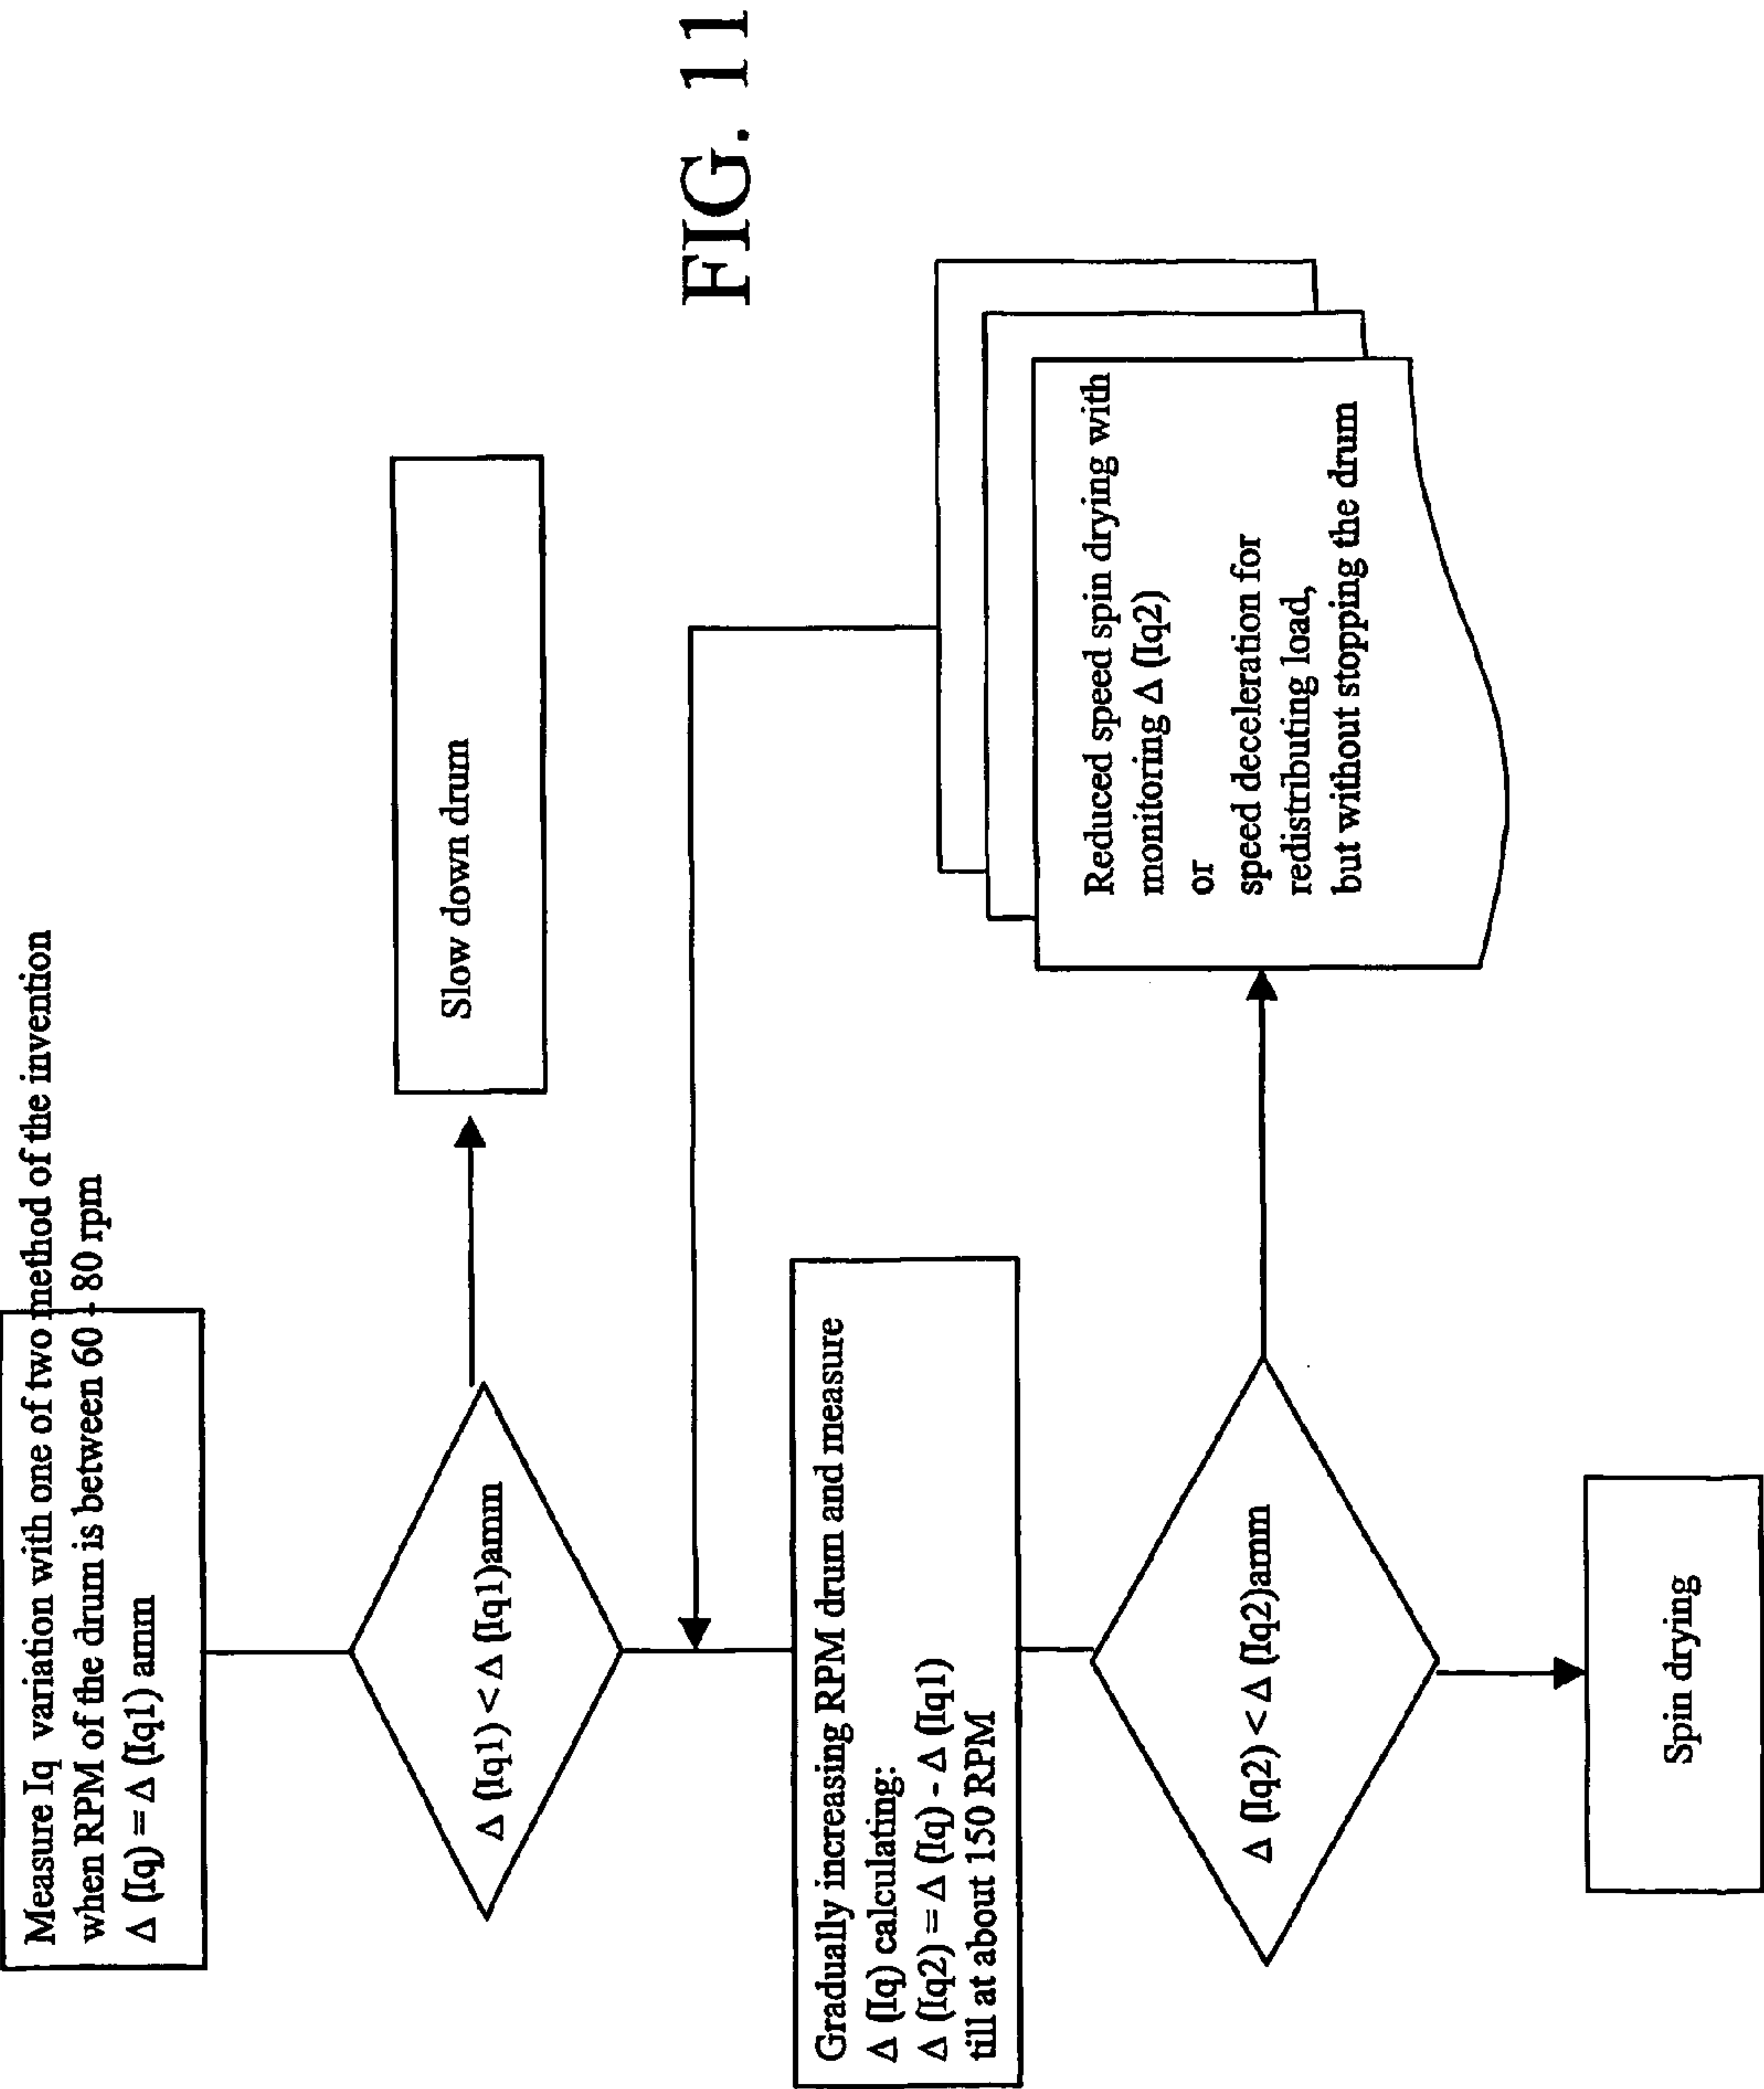 Measure Iq variation with one of two method of the invention
when RPM of the drum is between 60 - 80 rpm
Δ (Iq) = Δ (Iq1) amm
Δ (Iq1) < Δ (Iq1)amm
Slow down drum
Gradually increasing RPM drum and measure
Δ (Iq) calculating:
Δ (Iq2) = Δ (Iq) - Δ (Iq1)
till at about 150 RPM
Δ (Iq2) < Δ (Iq2)amm
Reduced speed spin drying with
monitoring Δ (Iq2)
or
speed deceleration for
redistributing load,
but without stopping the drum
Spin drying
FIG. 11